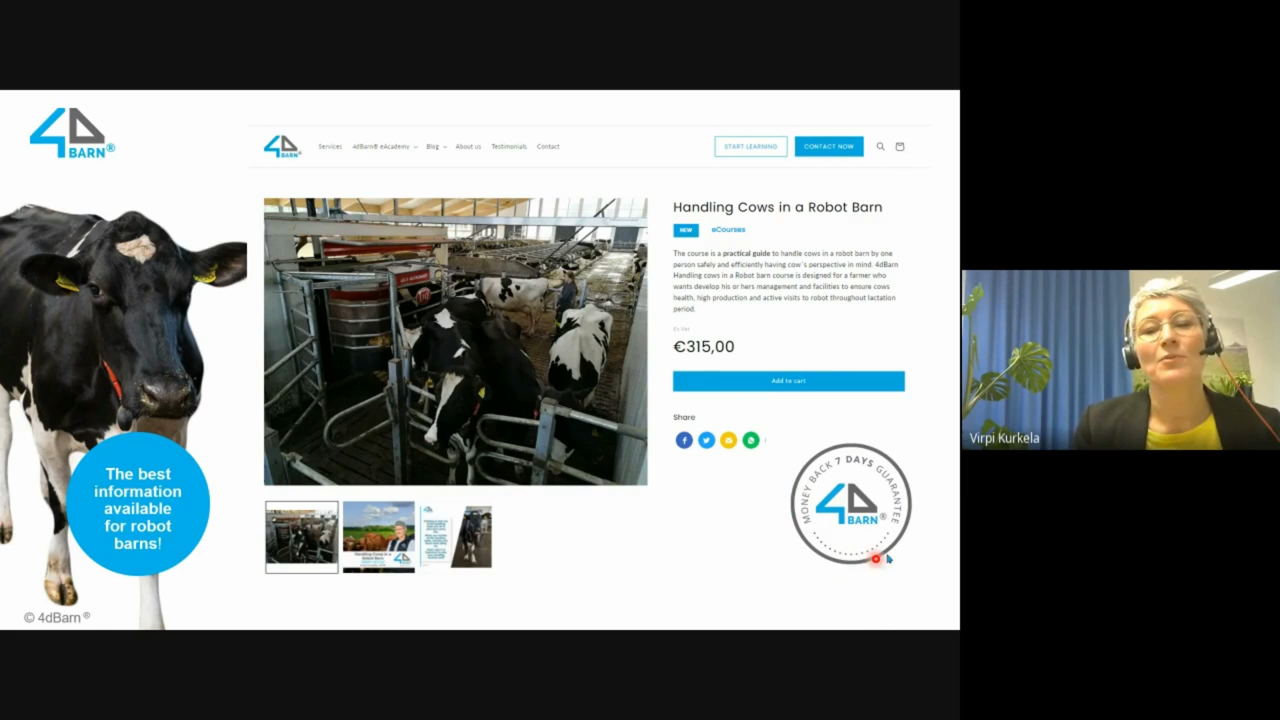 4D
BARN®
4D
BARN®
Services
4dBarn® eAcademy
Blog
About us
Testimonials
Contact
START LEARNING
CONTACT NOW
Handling Cows in a Robot Barn
NEW
eCourses
The course is a practical guide to handle cows in a robot barn by one
person safely and efficiently having cow´s perspective in mind. 4dBarn
Handling cows in a Robot barn course is designed for a farmer who
wants develop his or hers management and facilities to ensure cows
health, high production and active visits to robot throughout lactation
period.
€315,00
Add to cart
Share
MONEY BACK 7 DAYS GUARANTEE
4D
BARN®
The best
information
available
for robot
barns!
Handling Cows in a
Robot Barn
© 4dBarn®
Virpi Kurkela